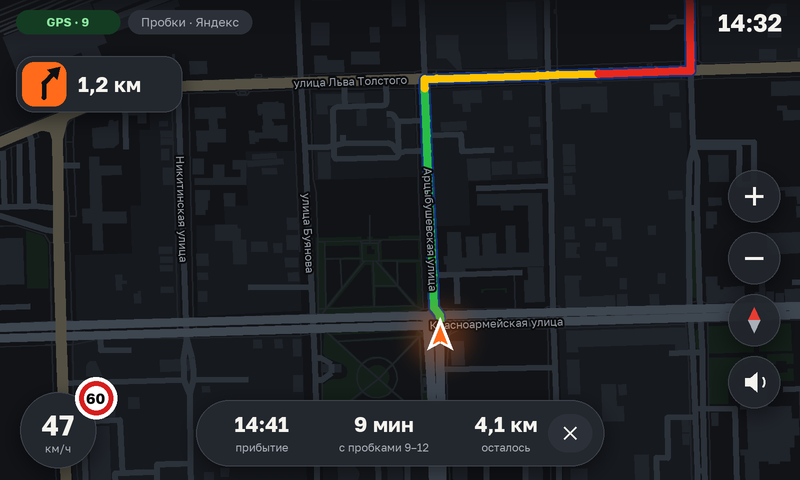 GPS · 9
Пробки · Яндекс
14:32
1,2 км
улица Льва Толстого
Никитинская улица
улица Буянова
Арцыбушевская улица
Красноармейская улица
60
47
км/ч
14:41
прибытие
9 мин
с пробками 9–12
4,1 км
осталось